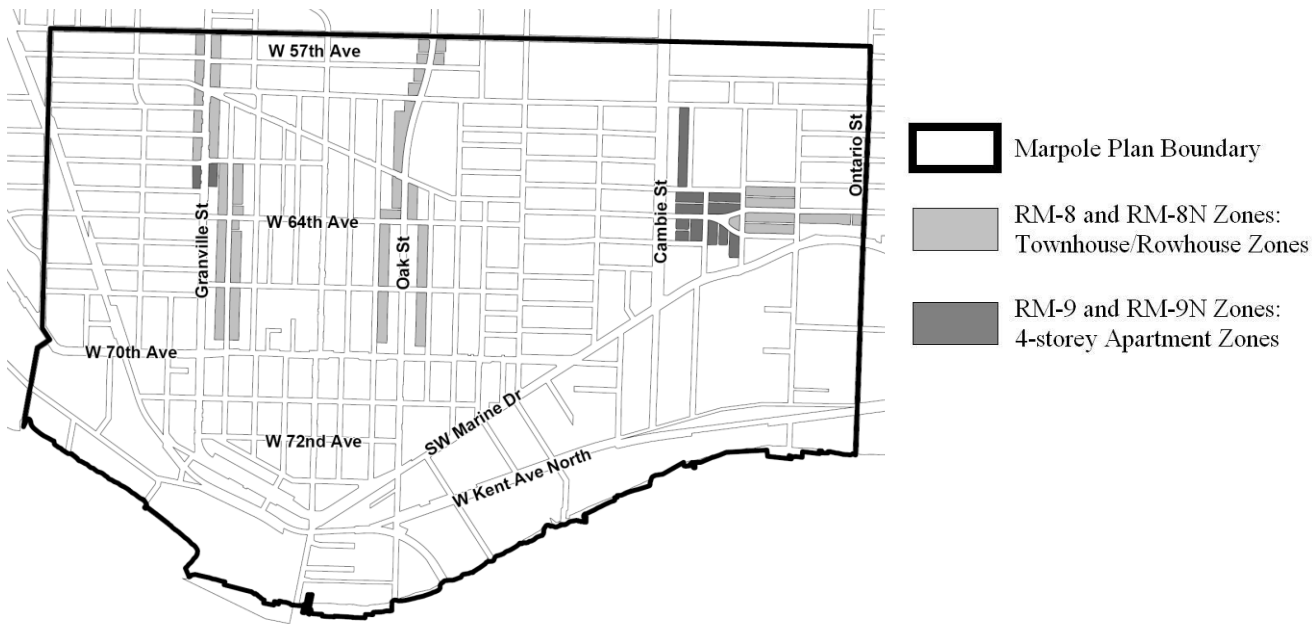 W 57th Ave
Ontario St
Marpole Plan Boundary
RM-8 and RM-8N Zones:
Townhouse/Rowhouse Zones
Granville St
W 64th Ave
Oak St
Cambie St
RM-9 and RM-9N Zones:
4-storey Apartment Zones
W 70th Ave
SW Marine Dr
W 72nd Ave
W Kent Ave North